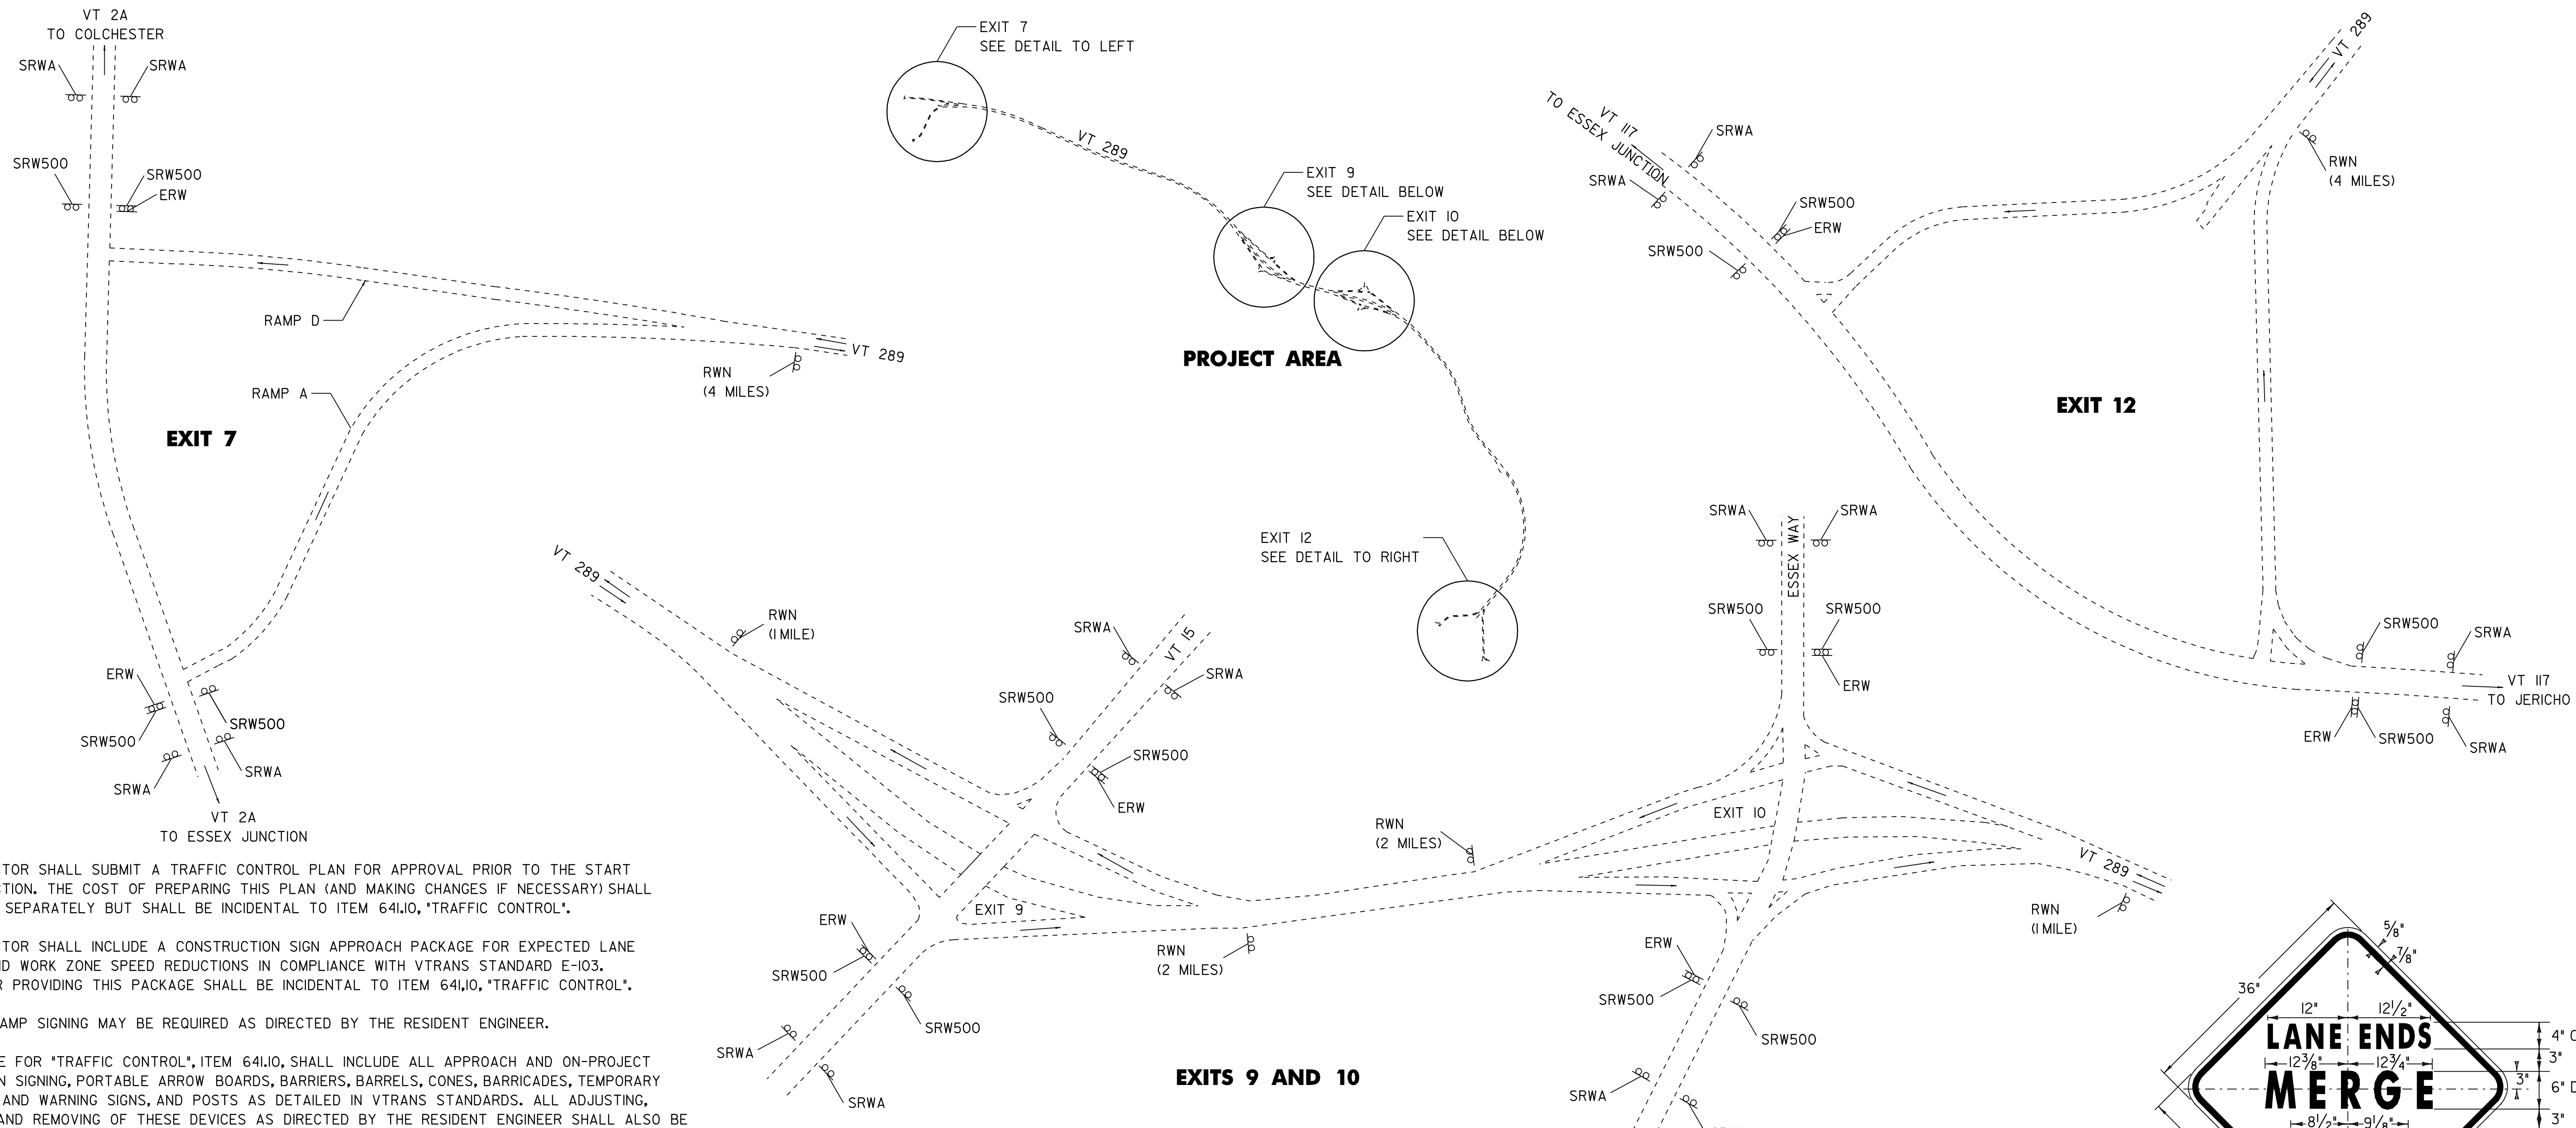 VT 2A
TO COLCHESTER
SRWA
SRWA
SRW500
SRW500
ERW
RAMP D
RAMP A
EXIT 7
VT 289
RWN
(4 MILES)
ERW
SRW500
SRW500
SRWA
SRWA
VT 2A
TO ESSEX JUNCTION
EXIT 7
SEE DETAIL TO LEFT
VT 289
EXIT 9
SEE DETAIL BELOW
EXIT 10
SEE DETAIL BELOW
PROJECT AREA
EXIT 12
SEE DETAIL TO RIGHT
VT 117
TO ESSEX JUNCTION
SRWA
SRWA
SRW500
ERW
SRW500
VT 289
RWN
(4 MILES)
EXIT 12
SRW500
SRWA
VT 117
TO JERICHO
ERW
SRW500
SRWA
VT 289
RWN
(1 MILE)
SRWA
VT 15
SRWA
SRW500
SRW500
ERW
EXIT 9
ERW
SRW500
SRW500
SRWA
SRWA
RWN
(2 MILES)
RWN
(2 MILES)
SRWA
SRWA
ESSEX WAY
SRW500
SRW500
ERW
EXIT 10
VT 289
RWN
(1 MILE)
ERW
SRW500
SRW500
SRWA
EXITS 9 AND 10
CTOR SHALL SUBMIT A TRAFFIC CONTROL PLAN FOR APPROVAL PRIOR TO THE START
CTION. THE COST OF PREPARING THIS PLAN (AND MAKING CHANGES IF NECESSARY) SHALL
SEPARATELY BUT SHALL BE INCIDENTAL TO ITEM 641.10, "TRAFFIC CONTROL".
CTOR SHALL INCLUDE A CONSTRUCTION SIGN APPROACH PACKAGE FOR EXPECTED LANE
ND WORK ZONE SPEED REDUCTIONS IN COMPLIANCE WITH VTRANS STANDARD E-103.
R PROVIDING THIS PACKAGE SHALL BE INCIDENTAL TO ITEM 641,10, "TRAFFIC CONTROL".
AMP SIGNING MAY BE REQUIRED AS DIRECTED BY THE RESIDENT ENGINEER.
E FOR "TRAFFIC CONTROL", ITEM 641.10, SHALL INCLUDE ALL APPROACH AND ON-PROJECT
N SIGNING, PORTABLE ARROW BOARDS, BARRIERS, BARRELS, CONES, BARRICADES, TEMPORARY
AND WARNING SIGNS, AND POSTS AS DETAILED IN VTRANS STANDARDS. ALL ADJUSTING,
AND REMOVING OF THESE DEVICES AS DIRECTED BY THE RESIDENT ENGINEER SHALL ALSO BE
36"
5/8"
7/8"
12" 12 1/2"
LANE ENDS
12 3/8" 12 3/4"
MERGE
8 1/2" 9 1/8"
4" C
3"
3"
6" D
3"